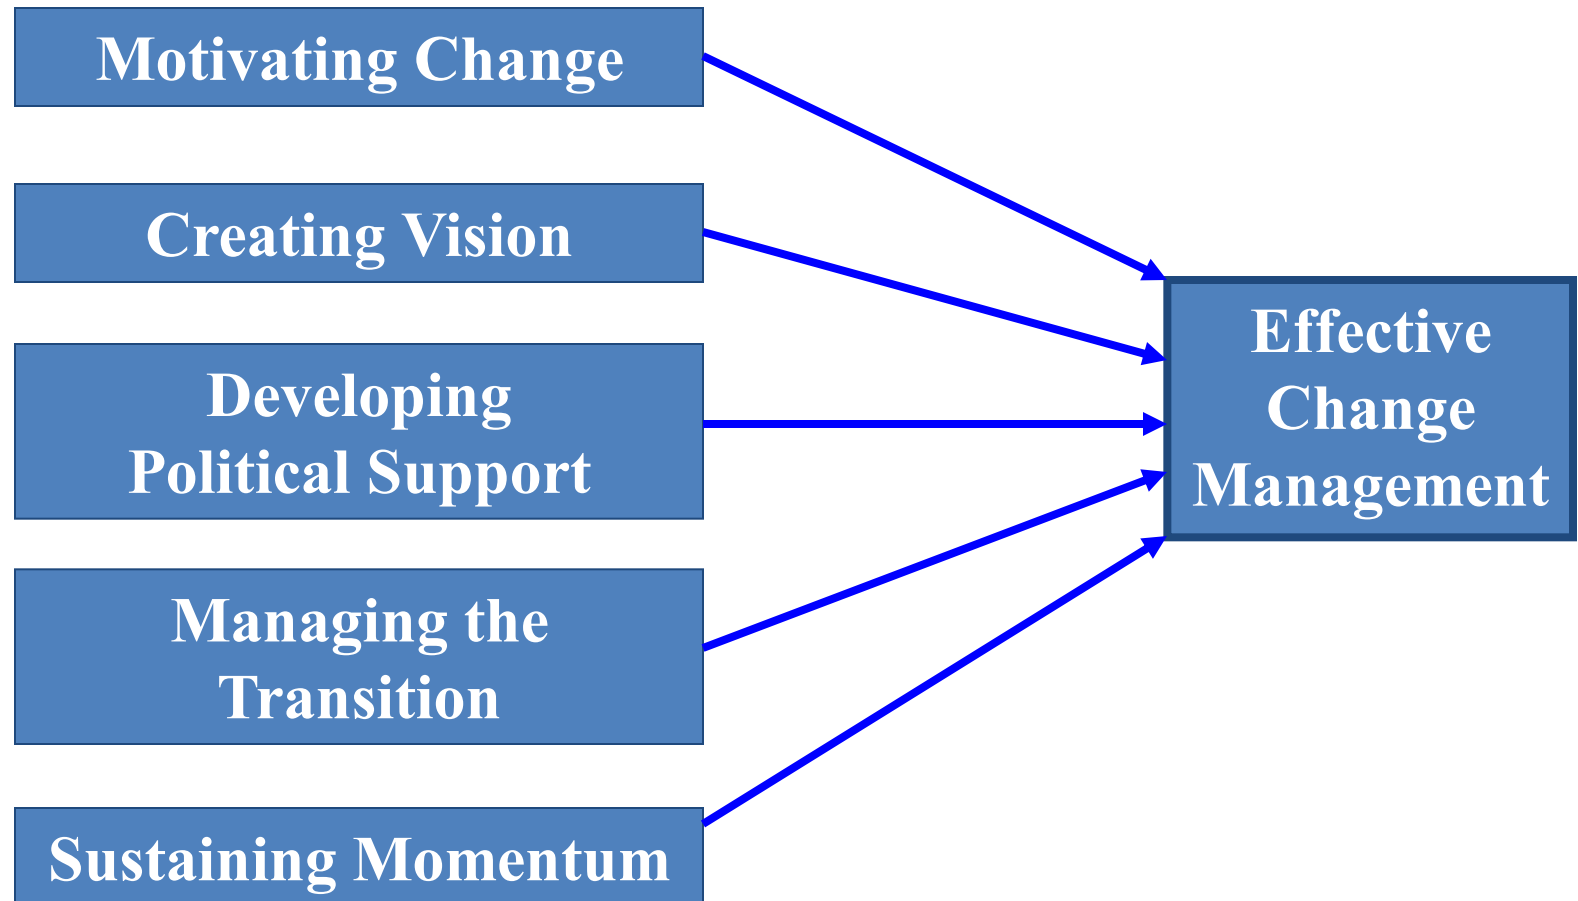 Motivating Change
Creating Vision
Developing
Political Support
Managing the
Transition
Sustaining Momentum
Effective
Change
Management